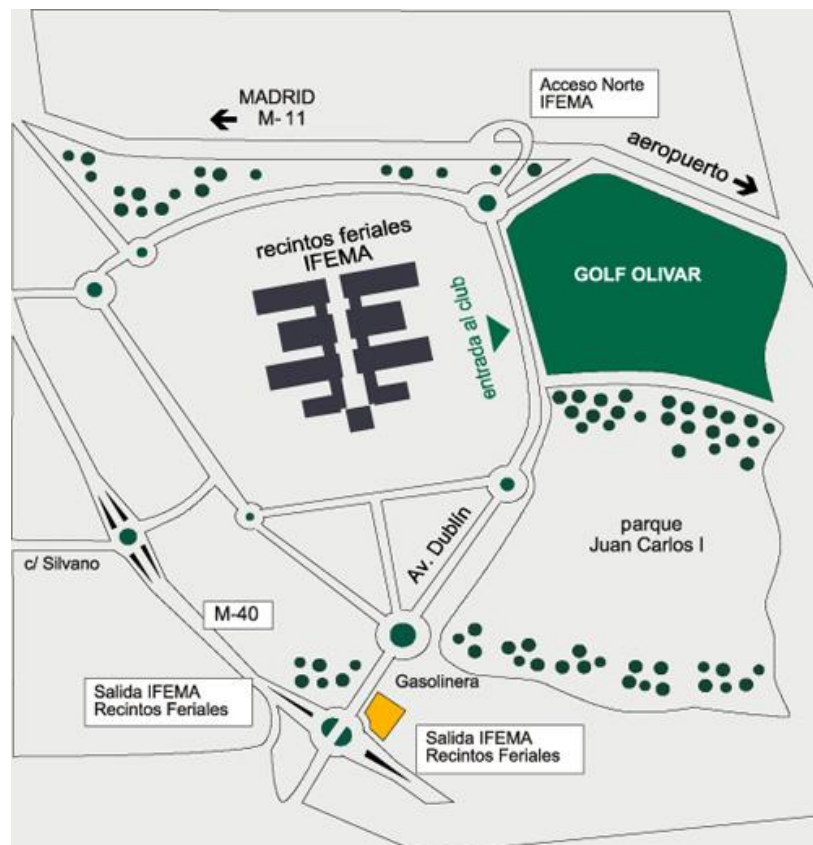 Acceso Norte
IFEMA
MADRID
M- 11
aeropuerto
recintos feriales
IFEMA
GOLF OLIVAR
entrada al club
parque
Juan Carlos I
Av. Dublín
c/ Silvano
M-40
Gasolinera
Salida IFEMA
Recintos Feriales
Salida IFEMA
Recintos Feriales